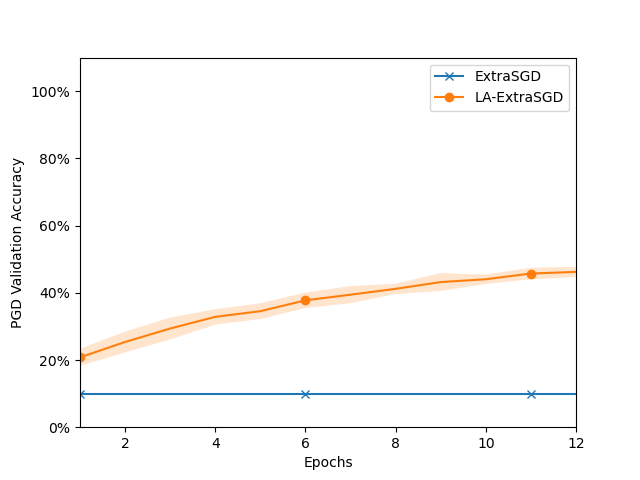 ExtraSGD
LA-ExtraSGD
100%
80%
60%
40%
20%
0%
PGD Validation Accuracy
2 4 6 8 10 12
Epochs